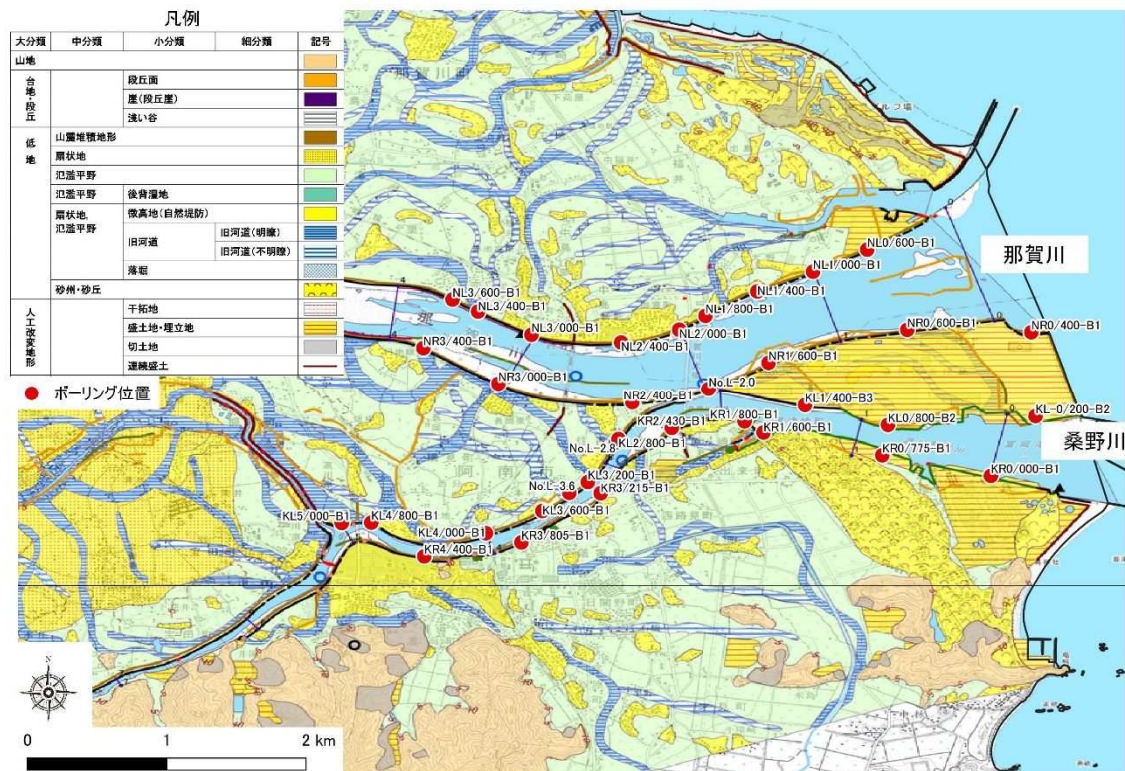 凡例
大分類 中分類 小分類 細分類 記号
山地
台地・段丘
段丘面
崖(段丘崖)
浅い谷
低地
山麓堆積地形
扇状地
氾濫平野
氾濫平野 後背湿地
扇状地,
氾濫平野
微高地(自然堤防)
旧河道 旧河道(明瞭)
旧河道(不明瞭)
落堀
砂州・砂丘
人工改変地形
干拓地
盛土地・埋立地
切土地
連続盛土
ボーリング位置
那賀川町
那賀川
桑野川
阿南市
NL0/600-B1
NL1/000-B1
NL1/400-B1
NL3/600-B1
NL3/400-B1
NL1/800-B1
NL3/000-B1
NL2/000-B1
NL2/400-B1
NR0/600-B1
NR0/400-B1
NR3/400-B1
NR1/600-B1
NR3/000-B1
No.L-2.0
NR2/400-B1
KL1/400-B3
KL-0/200-B2
KR1/800-B1
KR2/430-B1
KR1/600-B1
KL0/800-B2
KL2/800-B1
No.L-2.8
KR0/775-B1
KL3/200-B1
KR0/000-B1
No.L-3.6
KR3/215-B1
KL3/600-B1
KL5/000-B1
KL4/800-B1
KL4/000-B1
KR3/805-B1
KR4/400-B1
N
0 1 2 km